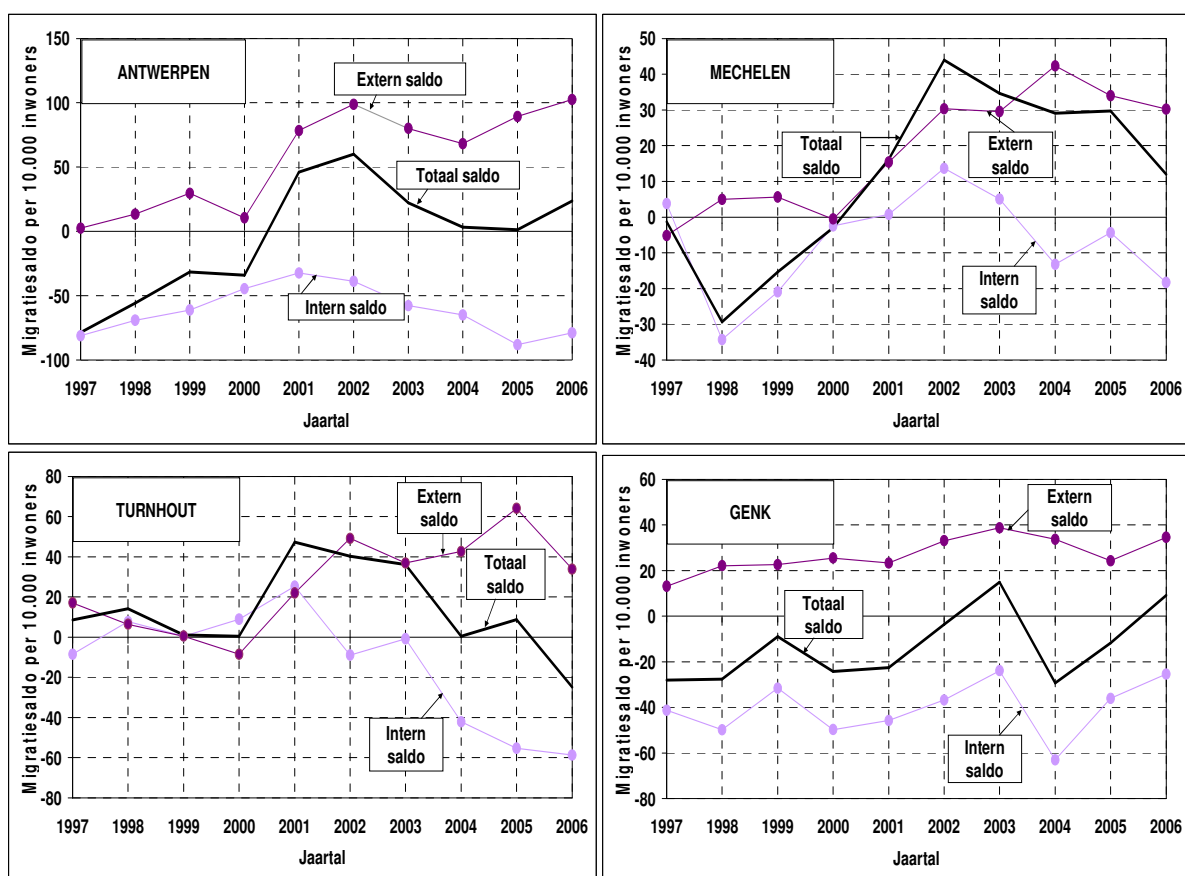 ANTWERPEN
Migratiesaldo per 10.000 inwoners
150
100
50
0
-50
-100
Extern saldo
Totaal saldo
Intern saldo
1997 1998 1999 2000 2001 2002 2003 2004 2005 2006
Jaartal
MECHELEN
Migratiesaldo per 10.000 inwoners
50
40
30
20
10
0
-10
-20
-30
-40
Totaal
saldo
Extern
saldo
Intern
saldo
1997 1998 1999 2000 2001 2002 2003 2004 2005 2006
Jaartal
TURNHOUT
Migratiesaldo per 10.000 inwoners
80
60
40
20
0
-20
-40
-60
-80
Extern
saldo
Totaal
saldo
Intern
saldo
1997 1998 1999 2000 2001 2002 2003 2004 2005 2006
Jaartal
GENK
Migratiesaldo per 10.000 inwoners
60
40
20
0
-20
-40
-60
-80
Extern
saldo
Totaal
saldo
Intern
saldo
1997 1998 1999 2000 2001 2002 2003 2004 2005 2006
Jaartal